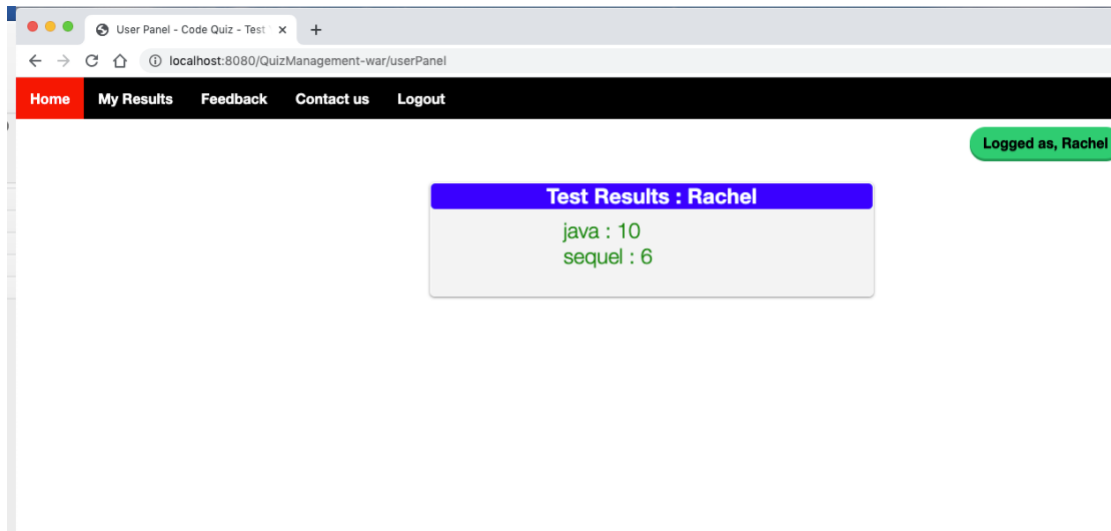 User Panel - Code Quiz - Test
localhost:8080/QuizManagement-war/userPanel
Home My Results Feedback Contact us Logout
Logged as, Rachel
Test Results : Rachel
java : 10
sequel : 6